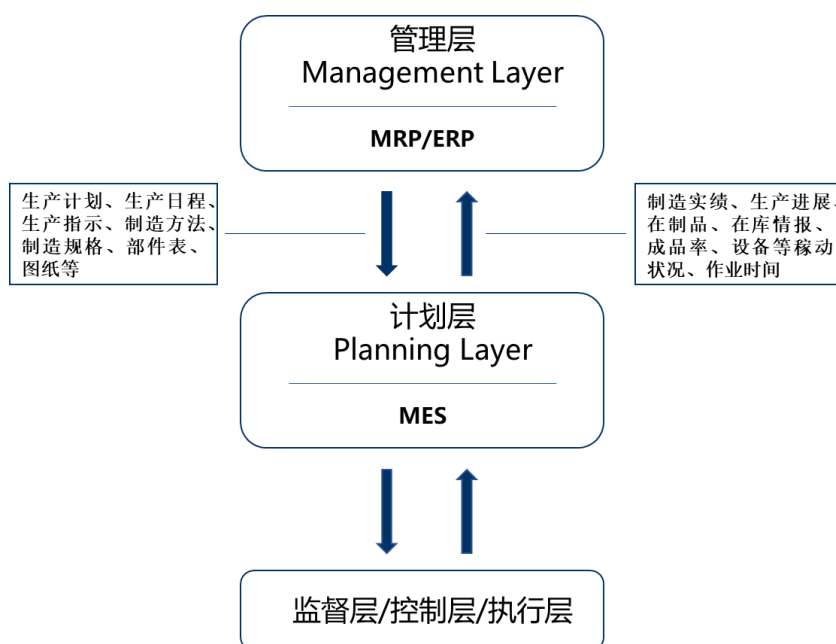 管理层
Management Layer
MRP/ERP
生产计划、生产日程、
生产指示、制造方法、
制造规格、部件表、
图纸等
制造实绩、生产进展、
在制品、在库情报、
成品率、设备等稼动
状况、作业时间
计划层
Planning Layer
MES
监督层/控制层/执行层